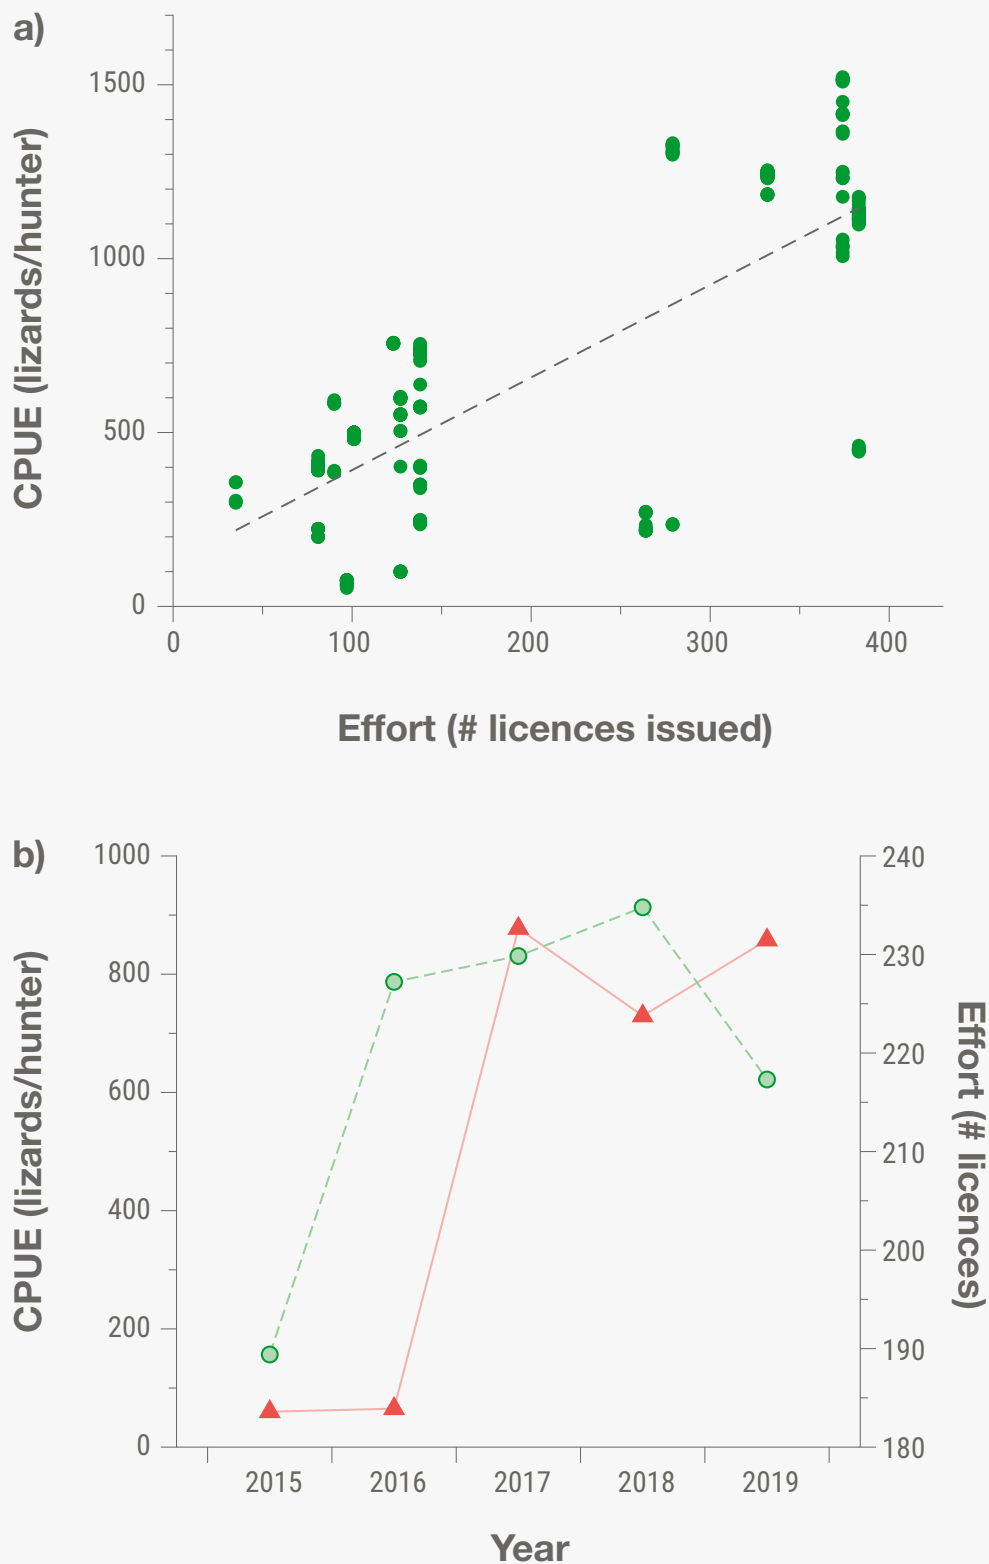 a)
CPUE (lizards/hunter)
1500
1000
500
0
0 100 200 300 400
Effort (# licences issued)
b)
CPUE (lizards/hunter)
1000
800
600
400
200
0
240
230
220
210
200
190
180
Effort (# licences)
2015 2016 2017 2018 2019
Year